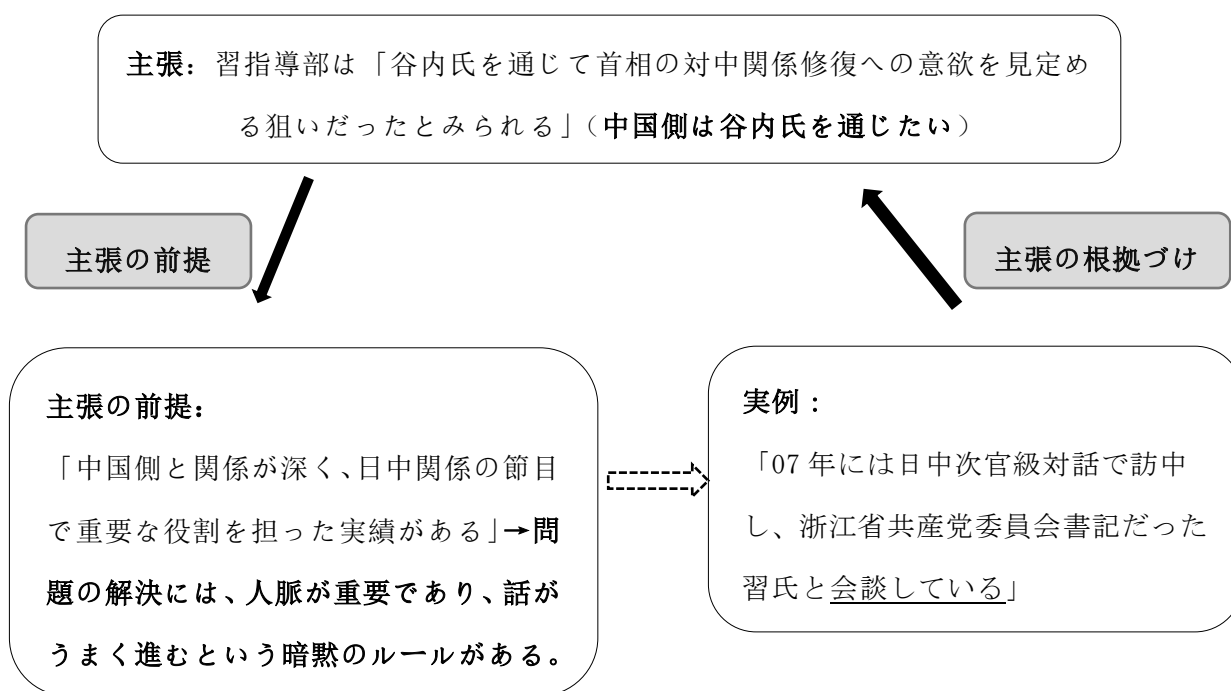 主張：習指導部は「谷内氏を通じて首相の対中関係修復への意欲を見定め
る狙いだったとみられる」（中国側は谷内氏を通じたい）
主張の前提
主張の根拠づけ
主張の前提：
「中国側と関係が深く、日中関係の節目
で重要な役割を担った実績がある」→問
題の解決には、人脈が重要であり、話が
うまく進むという暗黙のルールがある。
実例：
「07 年には日中次官級対話で訪中
し、浙江省共産党委員会書記だった
習氏と会談している」